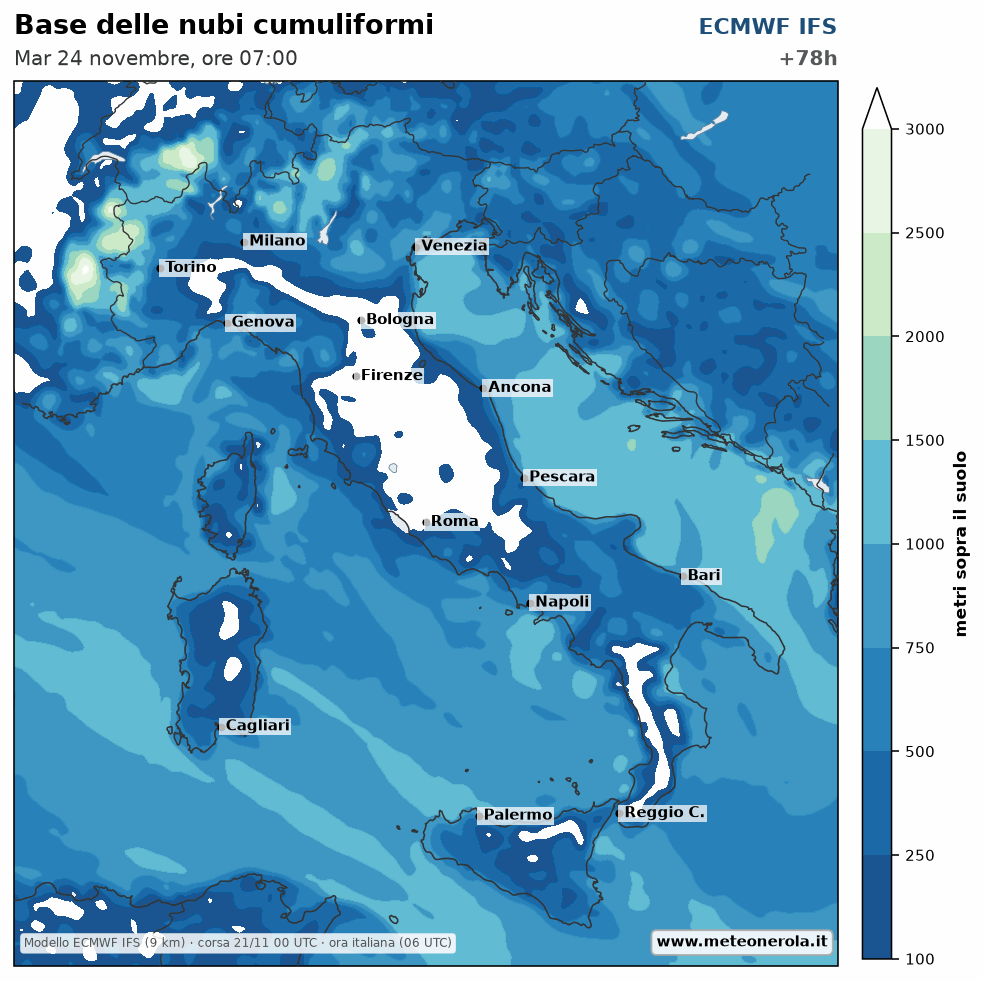 Base delle nubi cumuliformi
ECMWF IFS
Mar 24 novembre, ore 07:00
+78h
3000
2500
2000
1500
1000
750
500
250
100
metri sopra il suolo
Milano
Venezia
Torino
Genova
Bologna
Firenze
Ancona
Pescara
Roma
Bari
Napoli
Cagliari
Palermo
Reggio C.
Modello ECMWF IFS (9 km) · corsa 21/11 00 UTC · ora italiana (06 UTC)
www.meteonerola.it